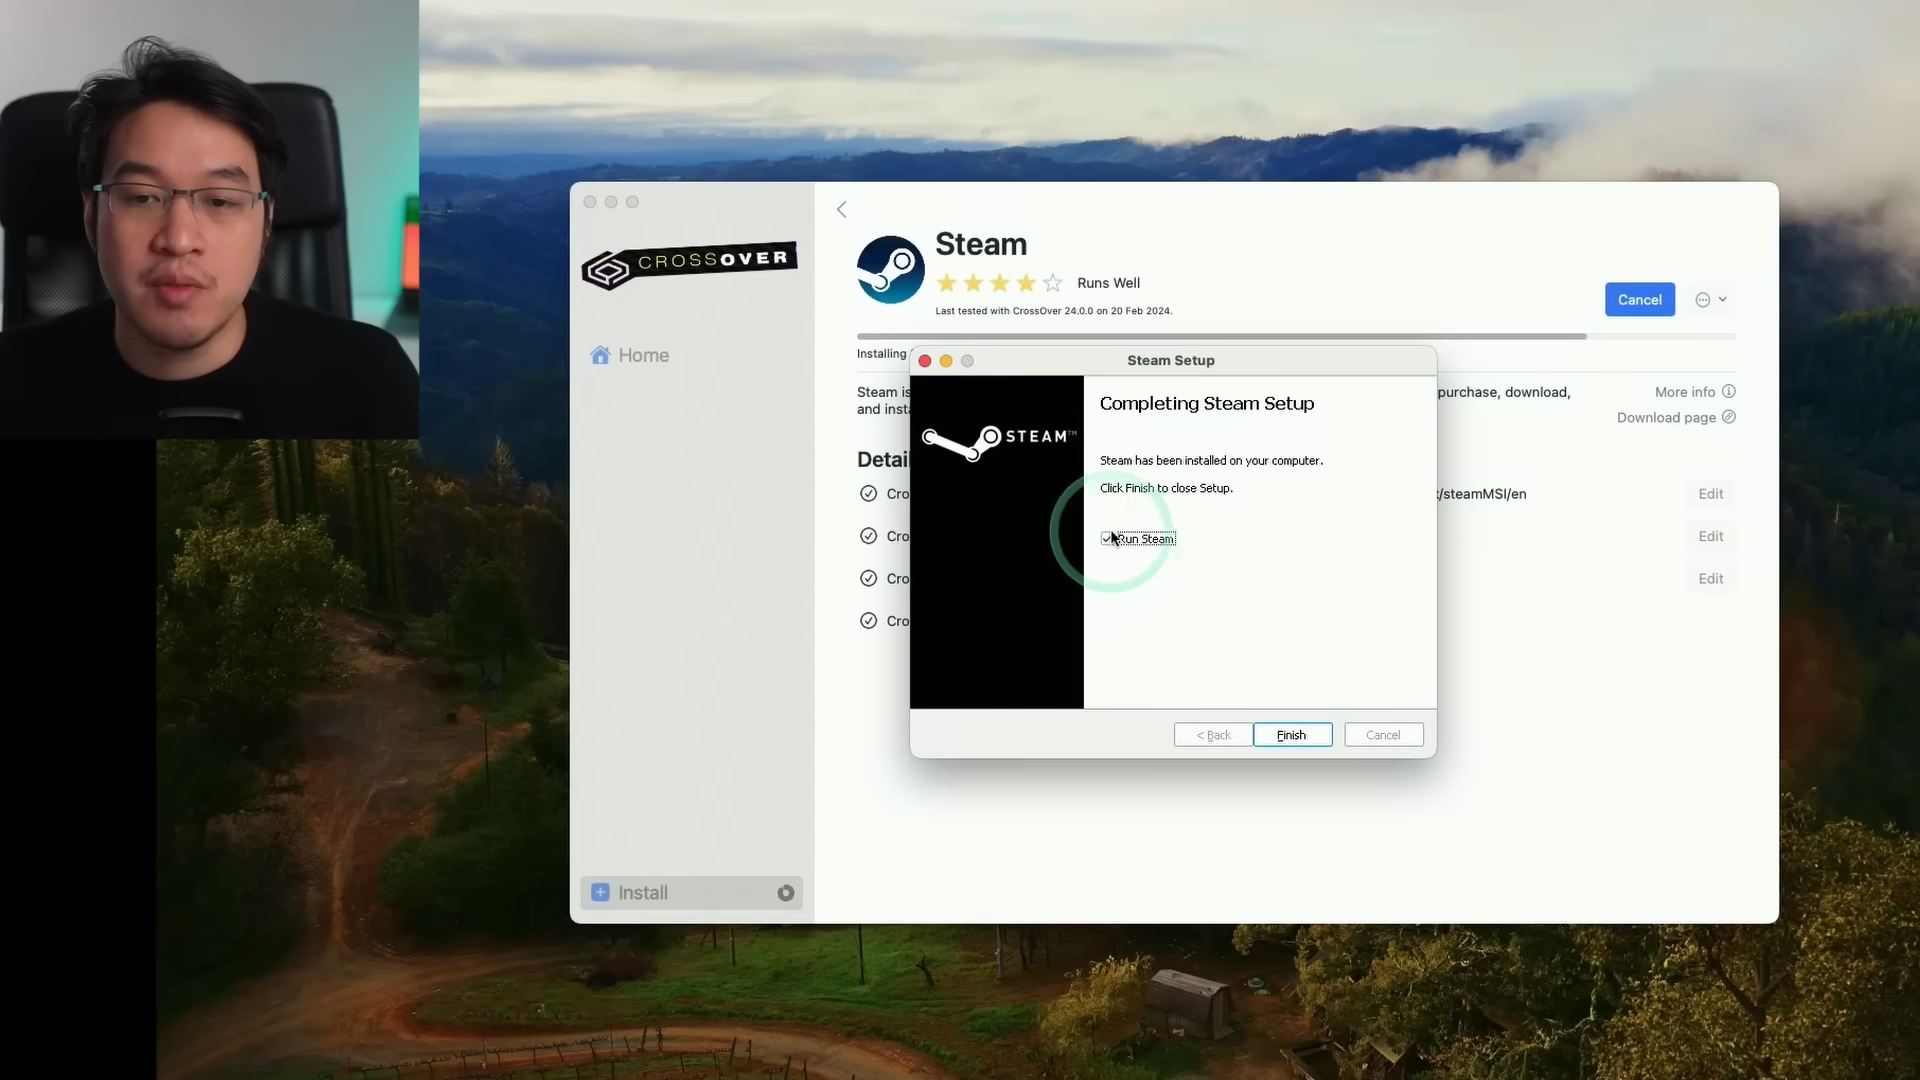 CROSSOVER
Home
Install
Steam
Runs Well
Last tested with CrossOver 24.0.0 on 20 Feb 2024.
Cancel
Installing
Steam is
purchase, download,
and insta
More info
Download page
Detail
Cro
/steamMSI/en
Edit
Cro
Edit
Cro
Edit
Cro
Steam Setup
STEAM™
Completing Steam Setup
Steam has been installed on your computer.
Click Finish to close Setup.
Run Steam
< Back
Finish
Cancel